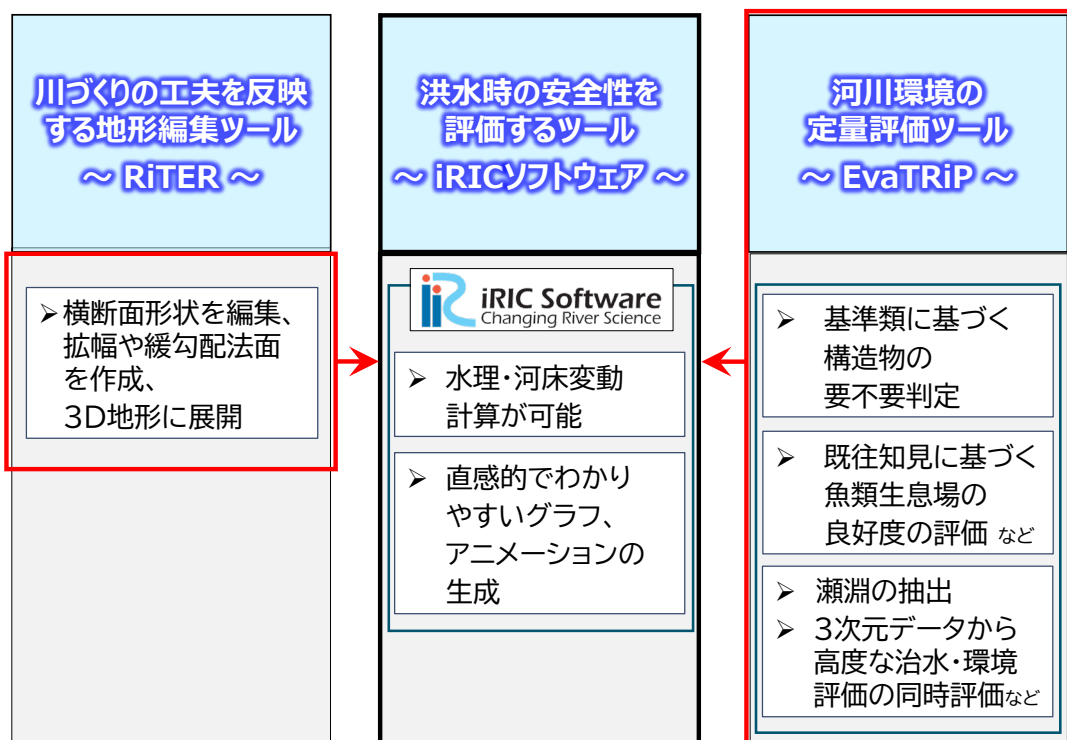 川づくりの工夫を反映
する地形編集ツール
～ RiTER ～
➢横断面形状を編集、
拡幅や緩勾配法面
を作成、
3D地形に展開
洪水時の安全性を
評価するツール
～ iRICソフトウェア ～
iRIC Software
Changing River Science
➢ 水理・河床変動
計算が可能
➢ 直感的でわかり
やすいグラフ、
アニメーションの
生成
河川環境の
定量評価ツール
～ EvaTRiP ～
➢ 基準類に基づく
構造物の
要不要判定
➢ 既往知見に基づく
魚類生息場の
良好度の評価 など
➢ 瀬淵の抽出
➢ 3次元データから
高度な治水・環境
評価の同時評価など